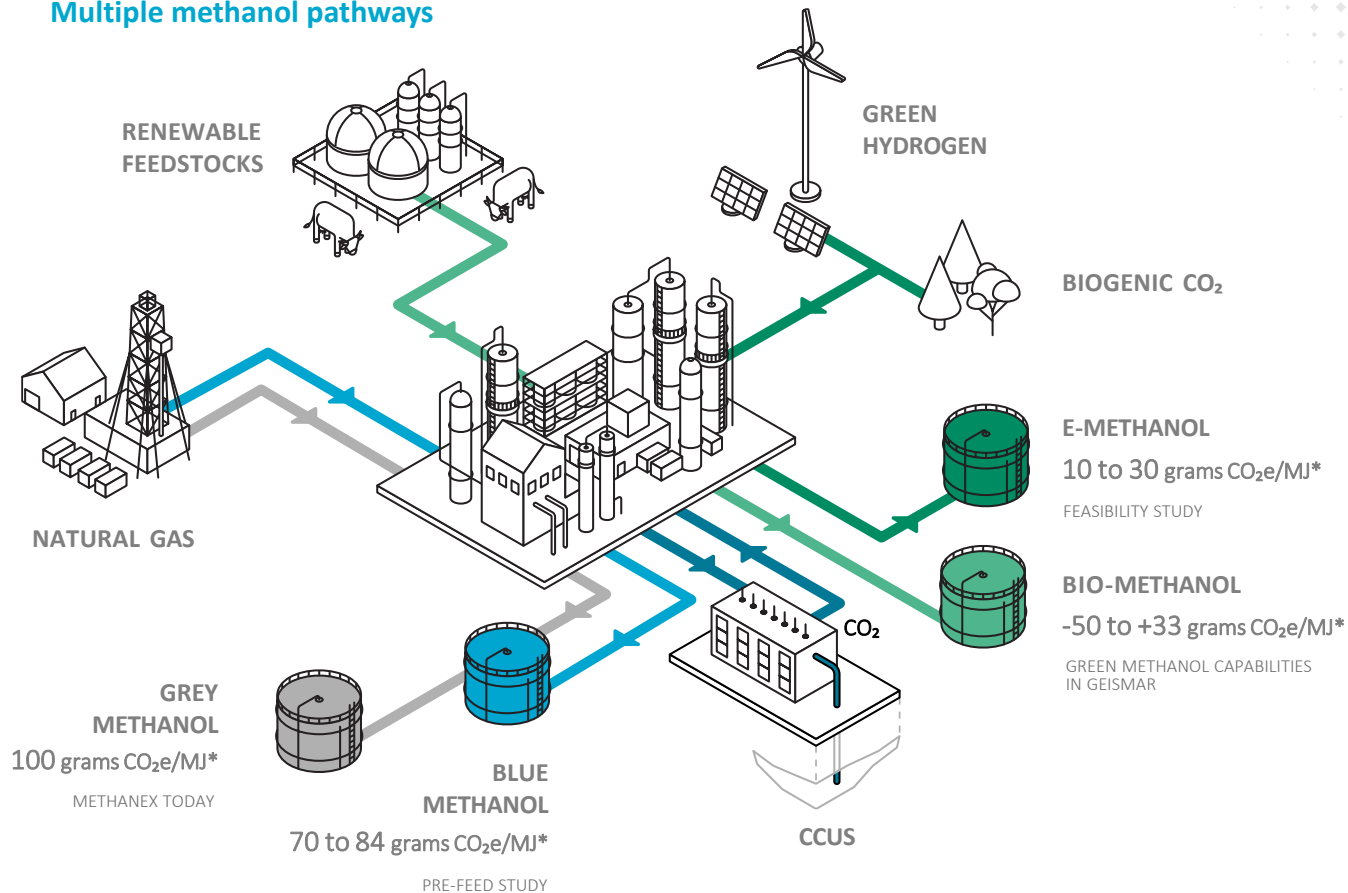 Multiple methanol pathways
RENEWABLE
FEEDSTOCKS
GREEN
HYDROGEN
BIOGENIC CO₂
NATURAL GAS
E-METHANOL
10 to 30 grams CO₂e/MJ*
FEASIBILITY STUDY
BIO-METHANOL
-50 to +33 grams CO₂e/MJ*
GREEN METHANOL CAPABILITIES
IN GEISMAR
CO₂
CCUS
GREY
METHANOL
100 grams CO₂e/MJ*
METHANEX TODAY
BLUE
METHANOL
70 to 84 grams CO₂e/MJ*
PRE-FEED STUDY